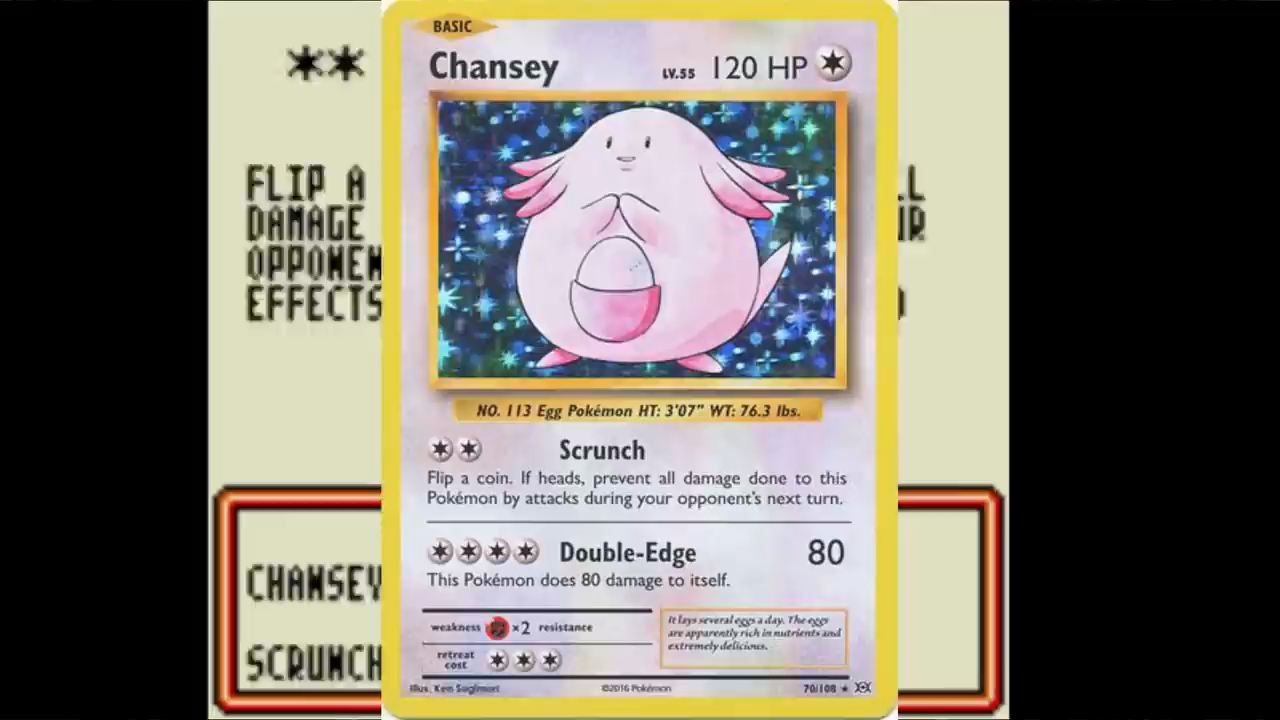 BASIC
Chansey LV.55 120 HP
FLIP A LL
DAMAGE UR
OPPONEN
EFFECTS
NO. 113 Egg Pokémon HT: 3'07" WT: 76.3 lbs.
Scrunch
Flip a coin. If heads, prevent all damage done to this
Pokémon by attacks during your opponent's next turn.
Double-Edge 80
This Pokémon does 80 damage to itself.
CHANSEY
SCRUNCH
weakness ×2 resistance
retreat
cost
It lays several eggs a day. The eggs
are apparently rich in nutrients and
extremely delicious.
Illus. Ken Sugimori ©2016 Pokémon 70/108